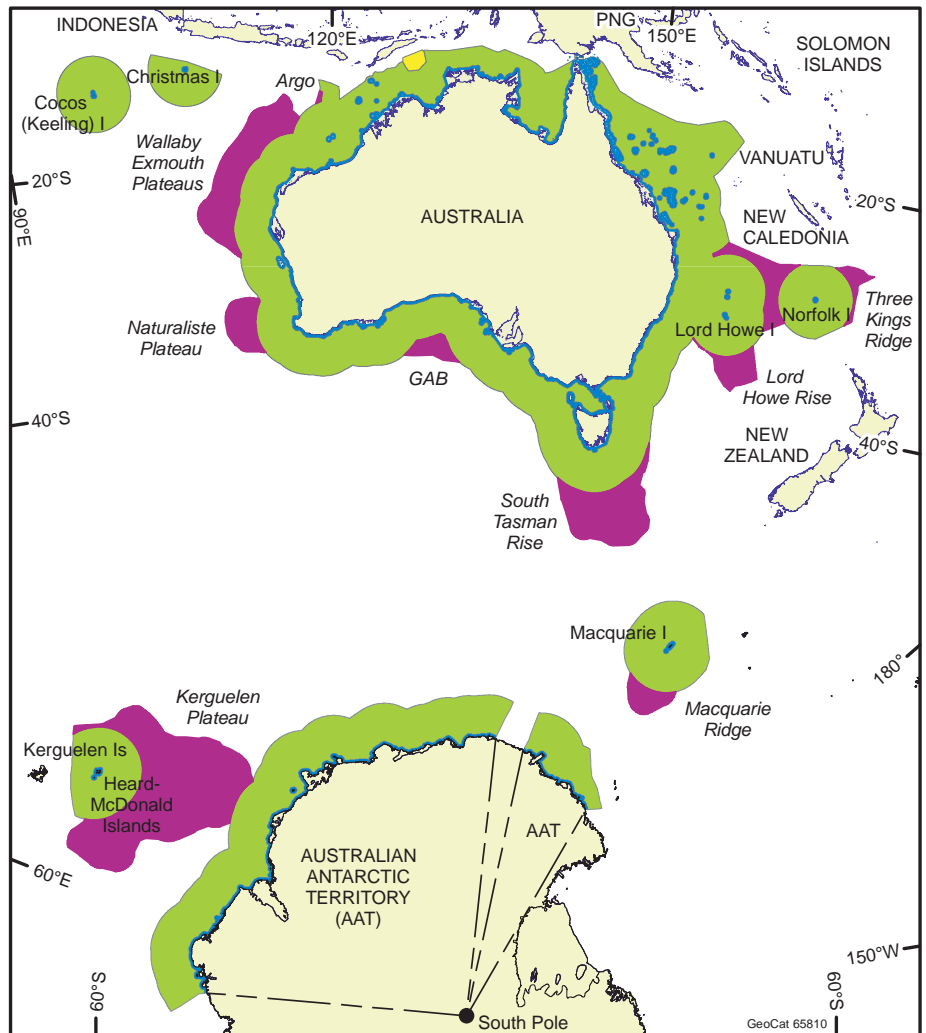 INDONESIA
PNG
120°E
150°E
SOLOMON
ISLANDS
Christmas I
Argo
Cocos
(Keeling) I
Wallaby
Exmouth
Plateaus
VANUATU
20°S
20°S
90°E
AUSTRALIA
NEW
CALEDONIA
Naturaliste
Plateau
Lord Howe I
Norfolk I
Three
Kings
Ridge
GAB
Lord
Howe Rise
40°S
NEW
ZEALAND
40°S
South
Tasman
Rise
Macquarie I
180°
Kerguelen
Plateau
Macquarie
Ridge
Kerguelen Is
Heard-
McDonald
Islands
60°E
AAT
AUSTRALIAN
ANTARCTIC
TERRITORY
(AAT)
150°W
60°S
60°S
South Pole
GeoCat 65810